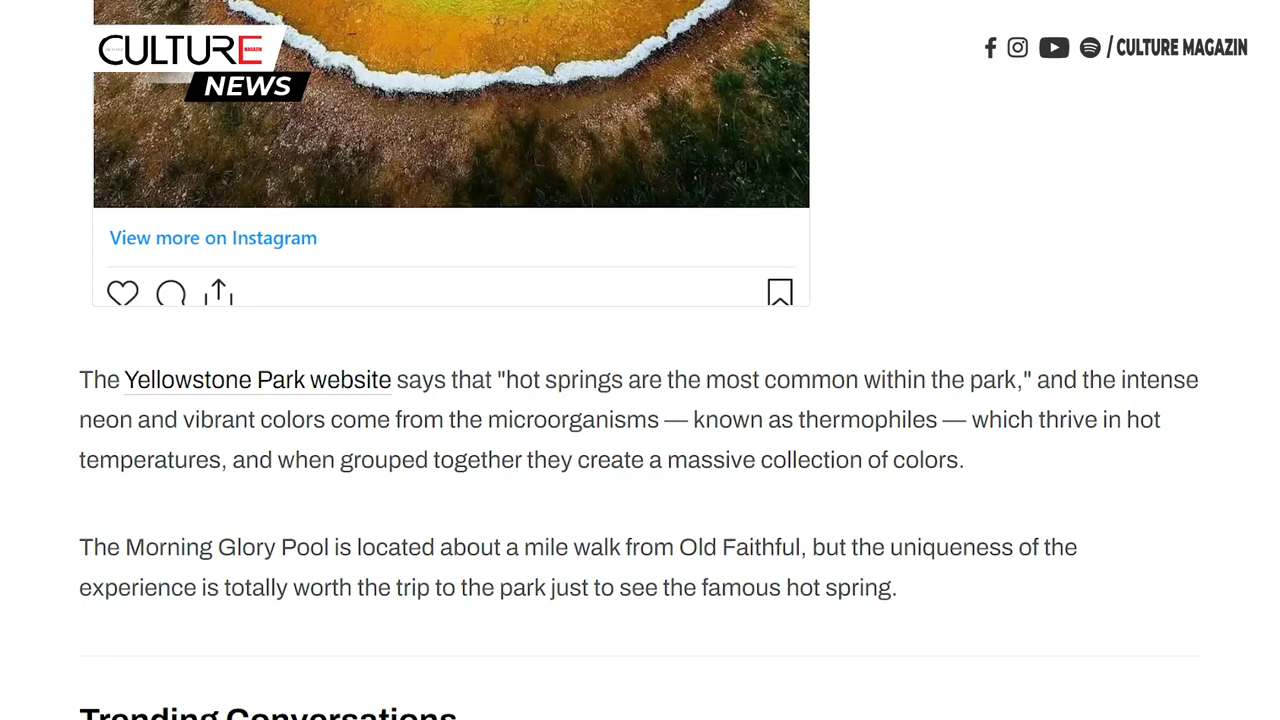 CULTURE
NEWS
/ CULTURE MAGAZIN
View more on Instagram
The Yellowstone Park website says that "hot springs are the most common within the park," and the intense
neon and vibrant colors come from the microorganisms — known as thermophiles — which thrive in hot
temperatures, and when grouped together they create a massive collection of colors.
The Morning Glory Pool is located about a mile walk from Old Faithful, but the uniqueness of the
experience is totally worth the trip to the park just to see the famous hot spring.
Trending Conversations